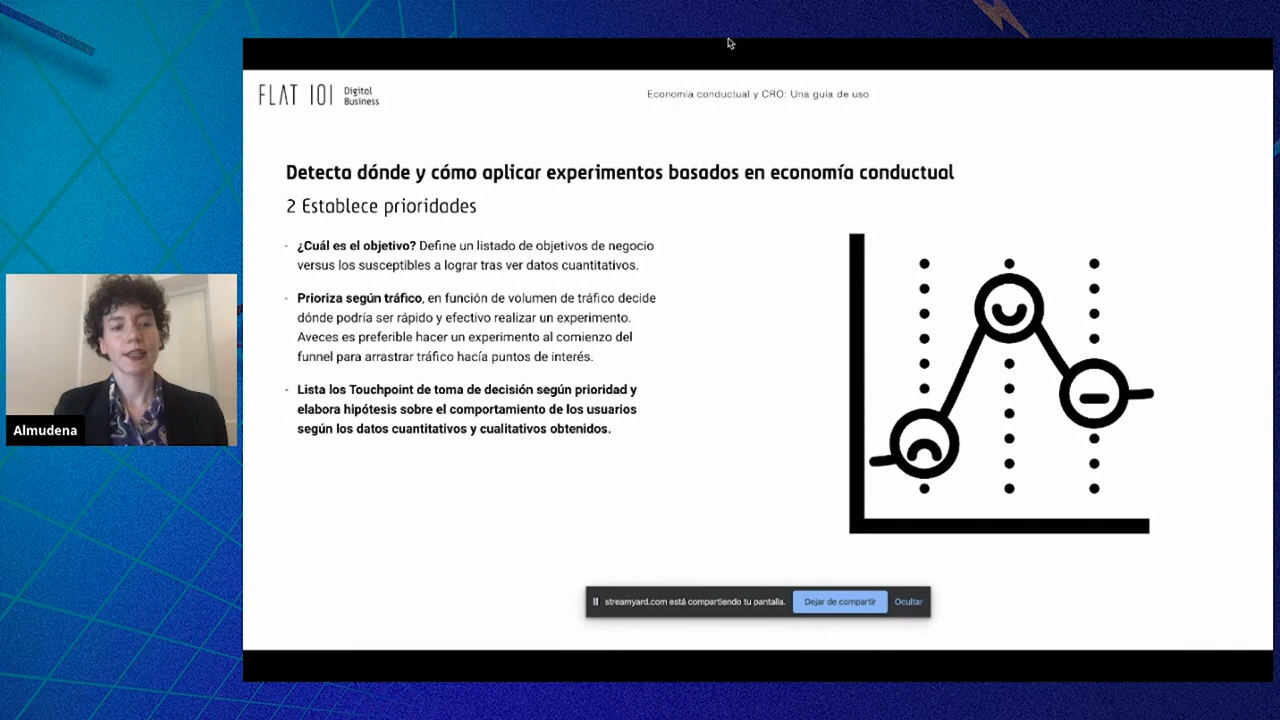 FLAT 101
Digital
Business
Economía conductual y CRO: Una guía de uso
Detecta dónde y cómo aplicar experimentos basados en economía conductual
2 Establece prioridades
- ¿Cuál es el objetivo? Define un listado de objetivos de negocio
versus los susceptibles a lograr tras ver datos cuantitativos.
- Prioriza según tráfico, en función de volumen de tráfico decide
dónde podría ser rápido y efectivo realizar un experimento.
Aveces es preferible hacer un experimento al comienzo del
funnel para arrastrar tráfico hacía puntos de interés.
- Lista los Touchpoint de toma de decisión según prioridad y
elabora hipótesis sobre el comportamiento de los usuarios
según los datos cuantitativos y cualitativos obtenidos.
Almudena
streamyard.com está compartiendo tu pantalla.
Dejar de compartir
Ocultar